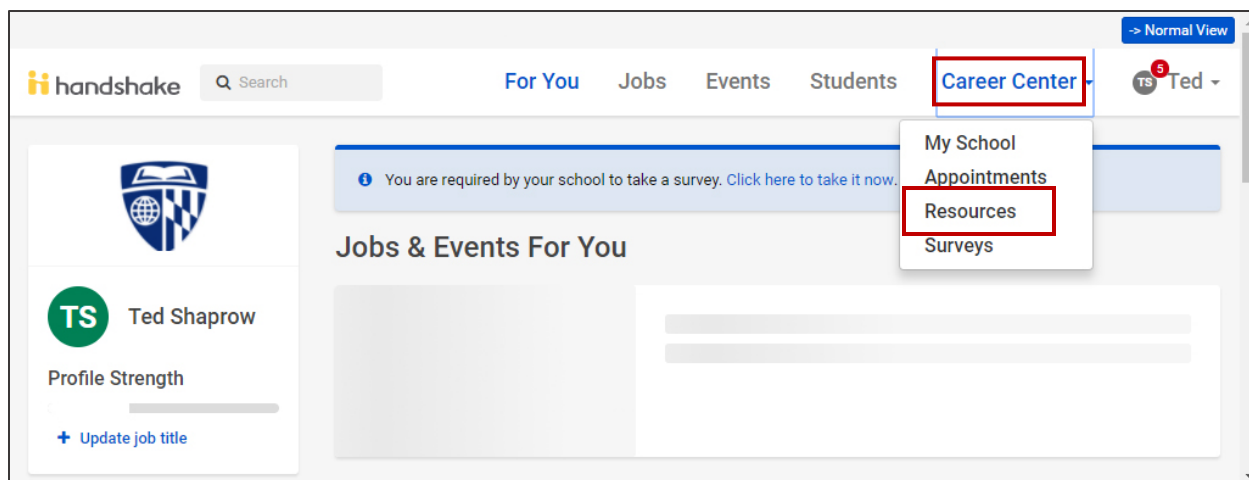 -> Normal View
handshake
Search
For You
Jobs
Events
Students
Career Center
5
TS
Ted
My School
Appointments
Resources
Surveys
You are required by your school to take a survey. Click here to take it now.
Jobs & Events For You
TS
Ted Shaprow
Profile Strength
+ Update job title